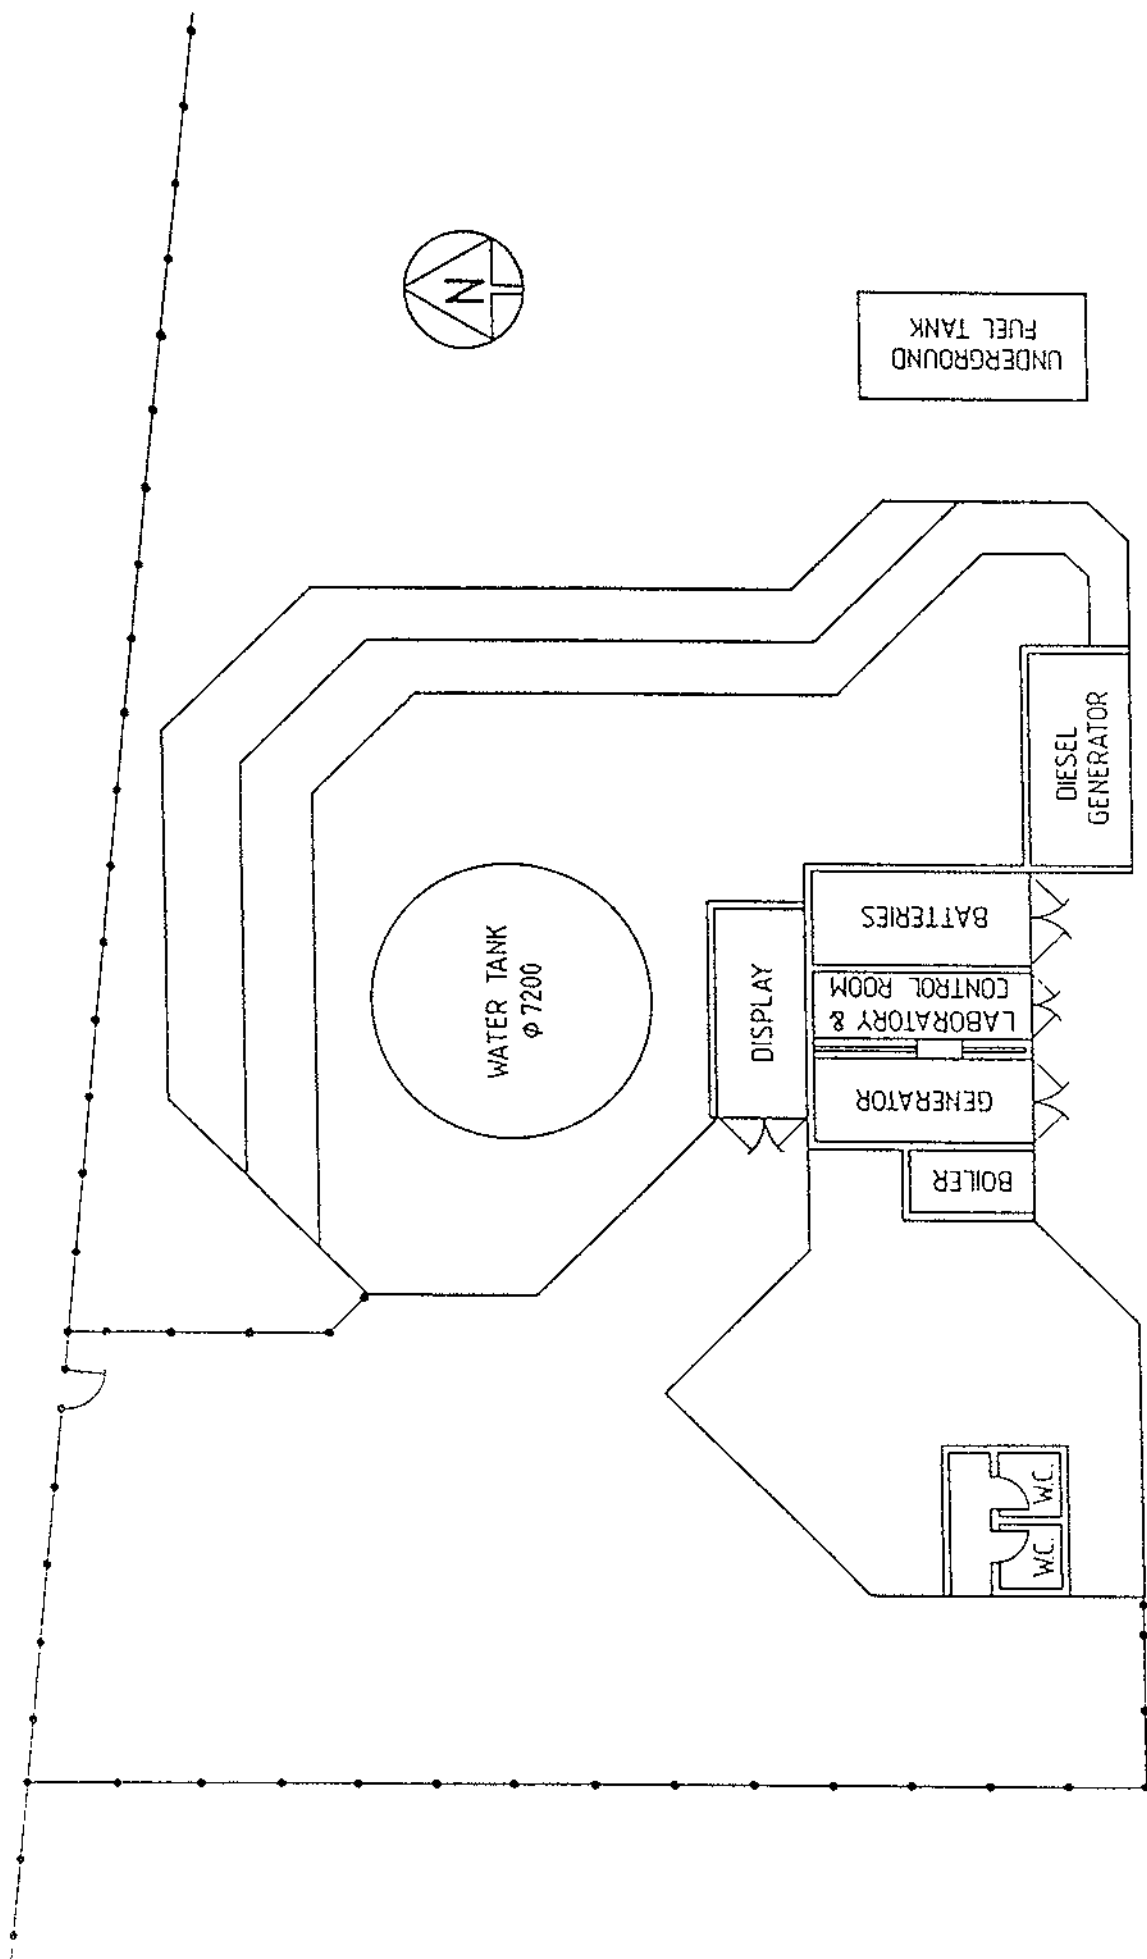 N
UNDERGROUND
FUEL TANK
WATER TANK
φ 7200
DISPLAY
DIESEL
GENERATOR
BATTERIES
LABORATORY &
CONTROL ROOM
GENERATOR
BOILER
W.C.
W.C.